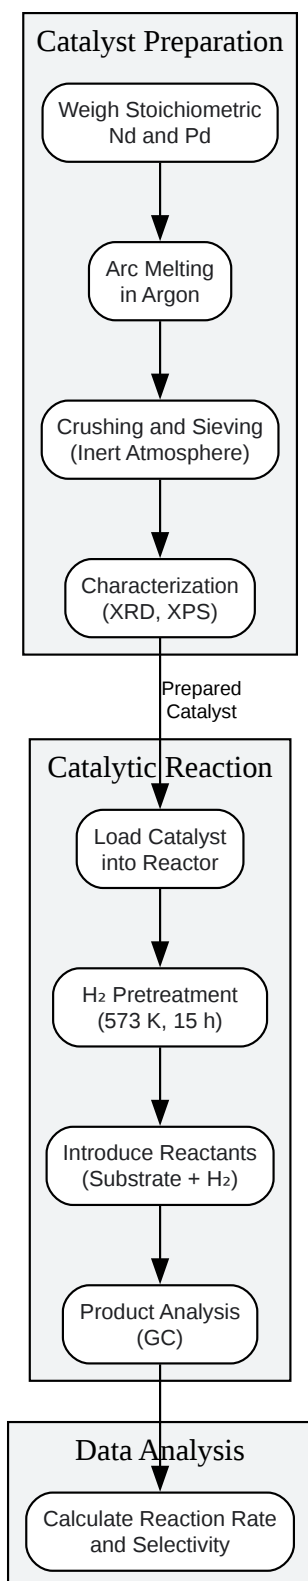 Catalyst Preparation
Weigh Stoichiometric
Nd and Pd
Arc Melting
in Argon
Crushing and Sieving
(Inert Atmosphere)
Characterization
(XRD, XPS)
Prepared
Catalyst
Catalytic Reaction
Load Catalyst
into Reactor
H₂ Pretreatment
(573 K, 15 h)
Introduce Reactants
(Substrate + H₂)
Product Analysis
(GC)
Data Analysis
Calculate Reaction Rate
and Selectivity